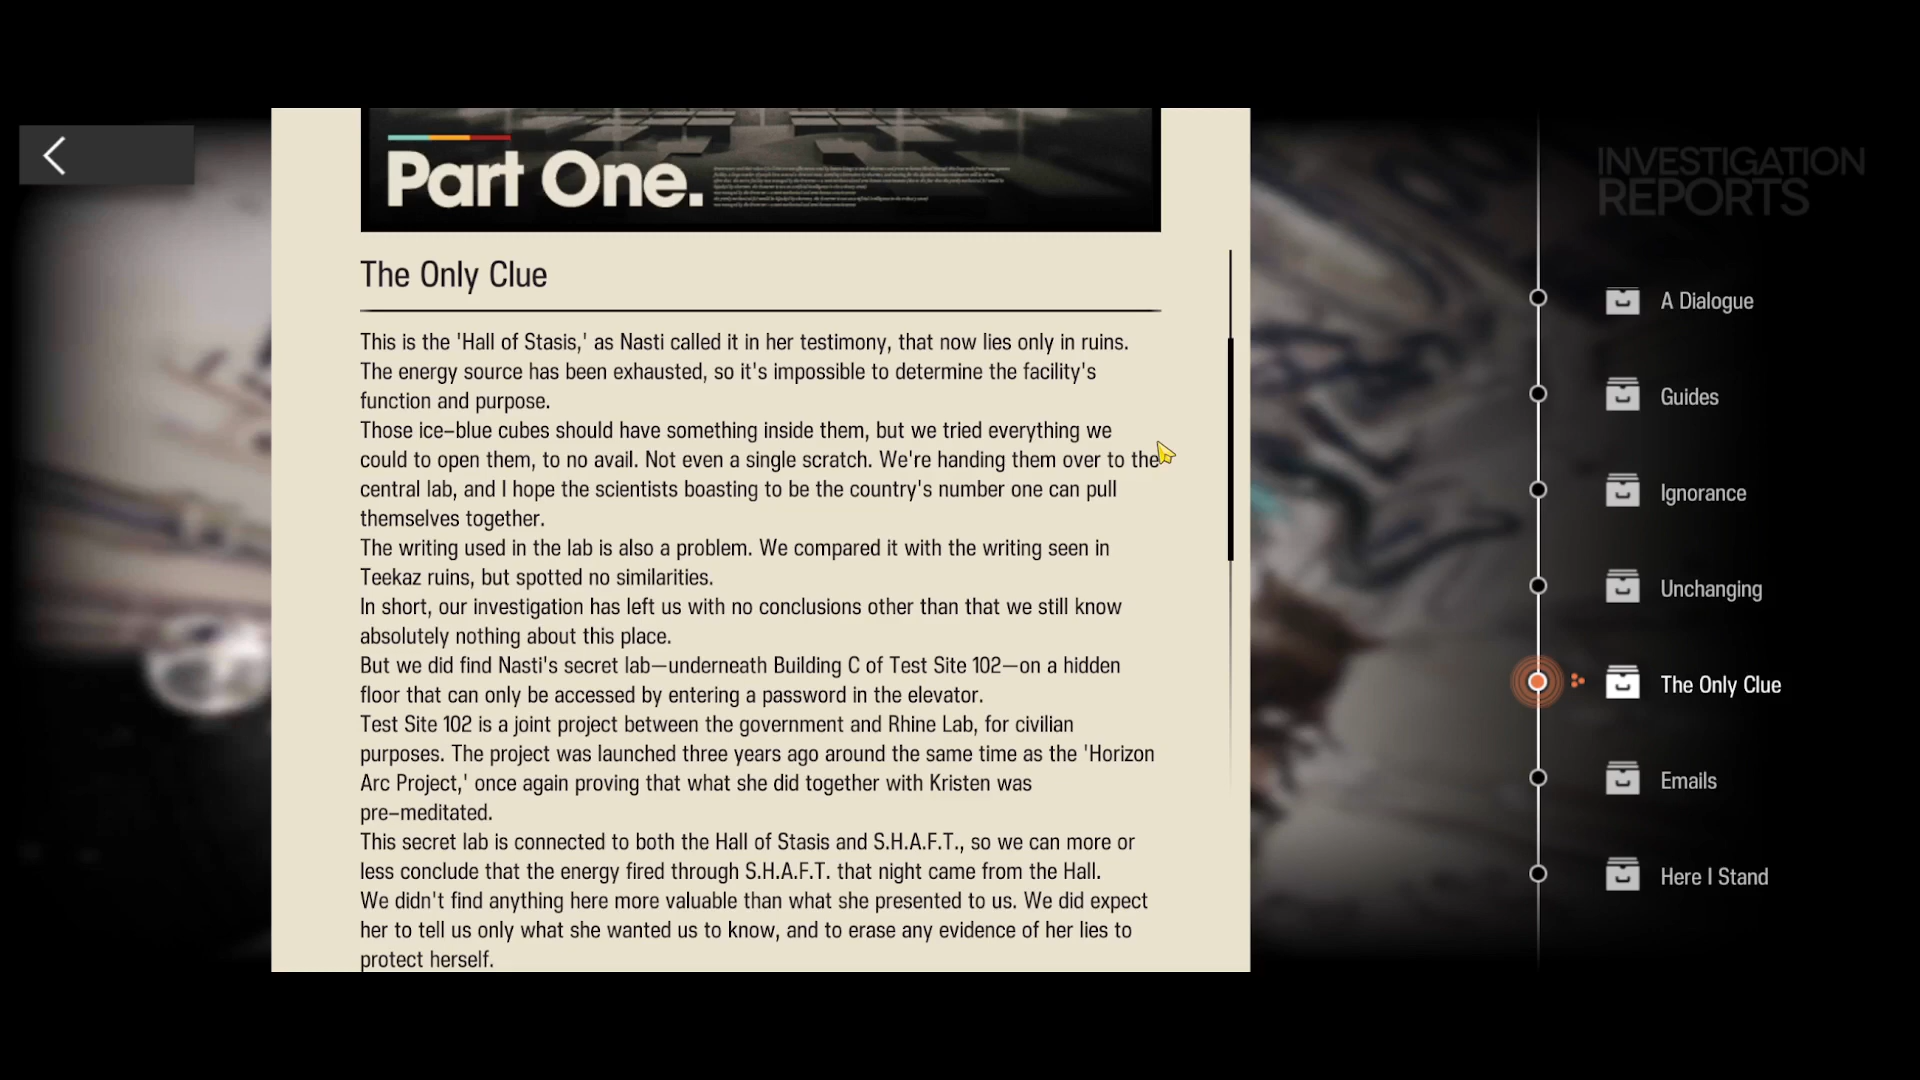 Part One.
The Only Clue
This is the 'Hall of Stasis,' as Nasti called it in her testimony, that now lies only in ruins.
The energy source has been exhausted, so it's impossible to determine the facility's
function and purpose.
Those ice–blue cubes should have something inside them, but we tried everything we
could to open them, to no avail. Not even a single scratch. We're handing them over to the
central lab, and I hope the scientists boasting to be the country's number one can pull
themselves together.
The writing used in the lab is also a problem. We compared it with the writing seen in
Teekaz ruins, but spotted no similarities.
In short, our investigation has left us with no conclusions other than that we still know
absolutely nothing about this place.
But we did find Nasti's secret lab—underneath Building C of Test Site 102—on a hidden
floor that can only be accessed by entering a password in the elevator.
Test Site 102 is a joint project between the government and Rhine Lab, for civilian
purposes. The project was launched three years ago around the same time as the 'Horizon
Arc Project,' once again proving that what she did together with Kristen was
pre–meditated.
This secret lab is connected to both the Hall of Stasis and S.H.A.F.T., so we can more or
less conclude that the energy fired through S.H.A.F.T. that night came from the Hall.
We didn't find anything here more valuable than what she presented to us. We did expect
her to tell us only what she wanted us to know, and to erase any evidence of her lies to
protect herself.
INVESTIGATION
REPORTS
A Dialogue
Guides
Ignorance
Unchanging
The Only Clue
Emails
Here I Stand